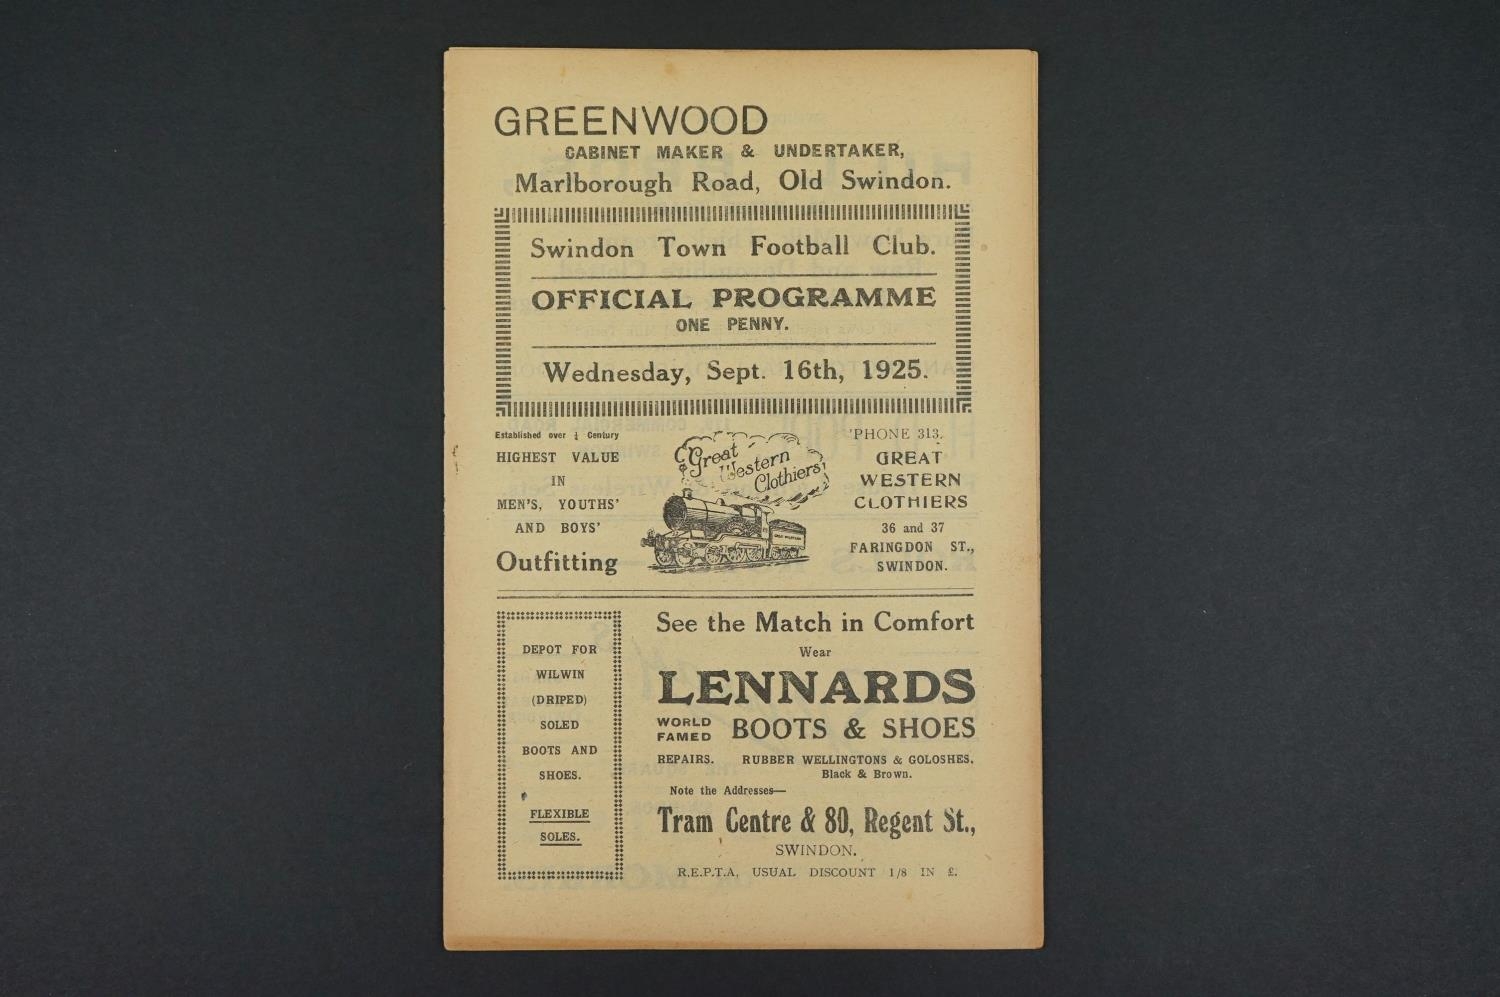 GREENWOOD
CABINET MAKER & UNDERTAKER,
Marlborough Road, Old Swindon.
Swindon Town Football Club.
OFFICIAL PROGRAMME
ONE PENNY.
Wednesday, Sept. 16th, 1925.
Established over ¼ Century
HIGHEST VALUE
IN
MEN'S, YOUTHS'
AND BOYS'
Outfitting
Great
Western
Clothiers
GREAT WESTERN
'PHONE 313.
GREAT
WESTERN
CLOTHIERS
36 and 37
FARINGDON ST.,
SWINDON.
DEPOT FOR
WILWIN
(DRIPED)
SOLED
BOOTS AND
SHOES.
FLEXIBLE
SOLES.
See the Match in Comfort
Wear
LENNARDS
WORLD FAMED BOOTS & SHOES
REPAIRS. RUBBER WELLINGTONS & GOLOSHES.
Black & Brown.
Note the Addresses—
Tram Centre & 80, Regent St.,
SWINDON.
R.E.P.T.A. USUAL DISCOUNT 1/8 IN £.